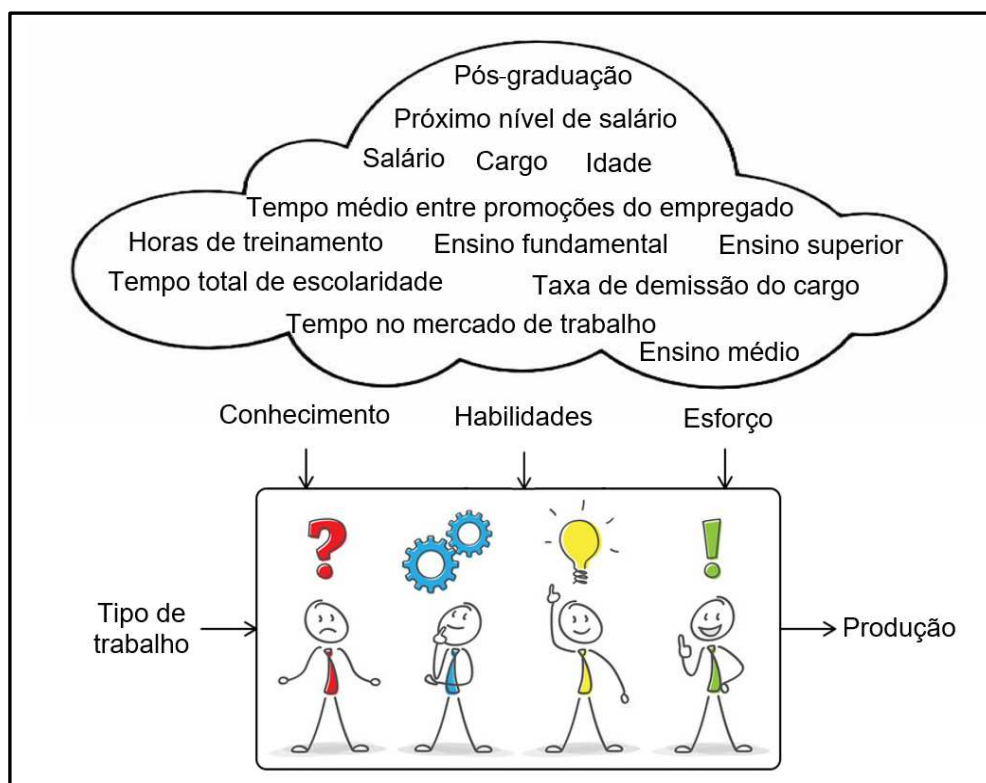 Pós-graduação
Próximo nível de salário
Salário Cargo Idade
Tempo médio entre promoções do empregado
Horas de treinamento Ensino fundamental Ensino superior
Tempo total de escolaridade Taxa de demissão do cargo
Tempo no mercado de trabalho
Ensino médio
Conhecimento Habilidades Esforço
? !
Tipo de
trabalho
Produção